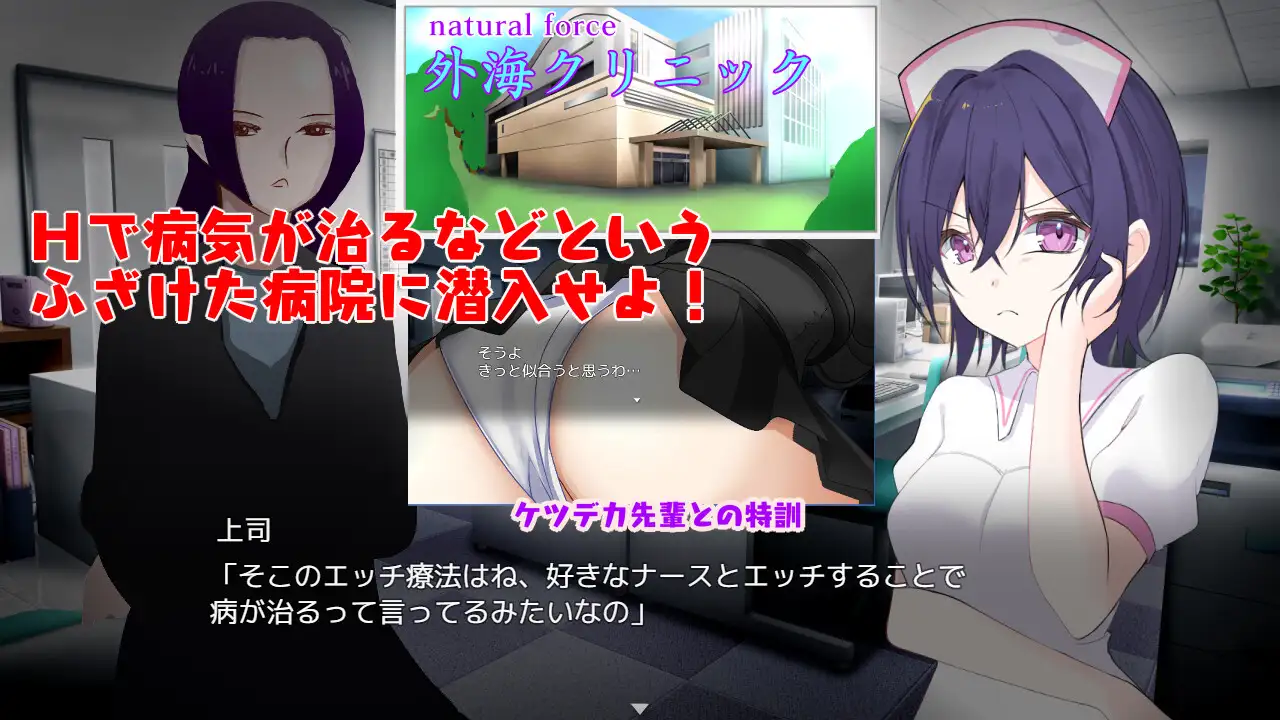 natural force
外海クリニック
Hで病気が治るなどという
ふざけた病院に潜入せよ！
そうよ
きっと似合うと思うわ…
ケツデカ先輩との特訓
上司
「そこのエッチ療法はね、好きなナースとエッチすることで
病が治るって言ってるみたいなの」